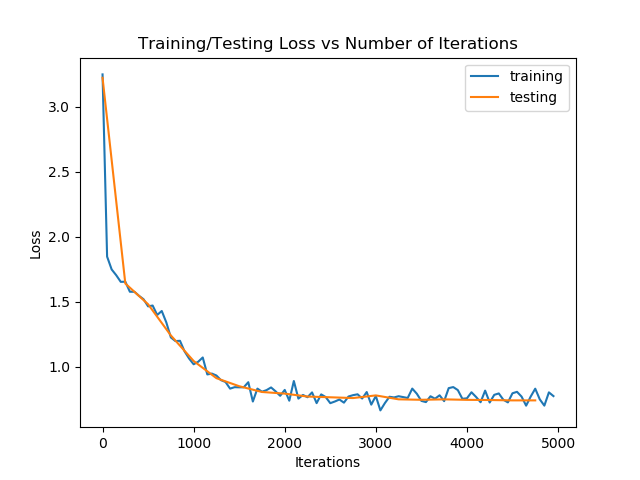 Training/Testing Loss vs Number of Iterations
training
testing
3.0
2.5
2.0
1.5
1.0
Loss
0
1000
2000
3000
4000
5000
Iterations